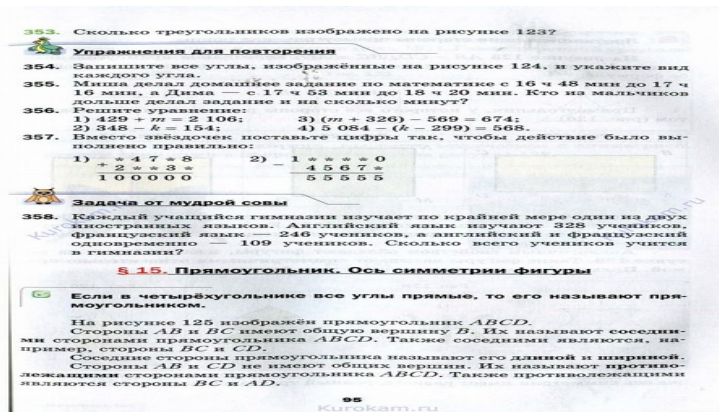 353. Сколько треугольников изображено на рисунке 123?
Упражнения для повторения
354. Запишите все углы, изображённые на рисунке 124, и укажите вид
каждого угла.
355. Миша делал домашнее задание по математике с 16 ч 48 мин до 17 ч
16 мин, а Дима — с 17 ч 53 мин до 18 ч 20 мин. Кто из мальчиков
дольше делал задание и на сколько минут?
356. Решите уравнение:
1) 429 + m = 2 106; 3) (m + 326) – 569 = 674;
2) 348 – k = 154; 4) 5 084 – (k – 299) = 568.
357. Вместо звёздочек поставьте цифры так, чтобы действие было вы-
полнено правильно:
1) * 4 7 * 8 2) 1 * * * * 0
+ 2 * * 3 * – 4 5 6 7 *
1 0 0 0 0 0 5 5 5 5 5
Задача от мудрой совы
358. Каждый учащийся гимназии изучает по крайней мере один из двух
иностранных языков. Английский язык изучают 328 учеников,
французский язык — 246 учеников, а английский и французский
одновременно — 109 учеников. Сколько всего учеников учится
в гимназии?
§ 15. Прямоугольник. Ось симметрии фигуры
Если в четырёхугольнике все углы прямые, то его называют пря-
моугольником.
На рисунке 125 изображён прямоугольник ABCD.
Стороны AB и BC имеют общую вершину B. Их называют соседни-
ми сторонами прямоугольника ABCD. Также соседними являются, на-
пример, стороны BC и CD.
Соседние стороны прямоугольника называют его длиной и шириной.
Стороны AB и CD не имеют общих вершин. Их называют противо-
лежащими сторонами прямоугольника ABCD. Также противолежащими
являются стороны BC и AD.
95
Kurokam.ru